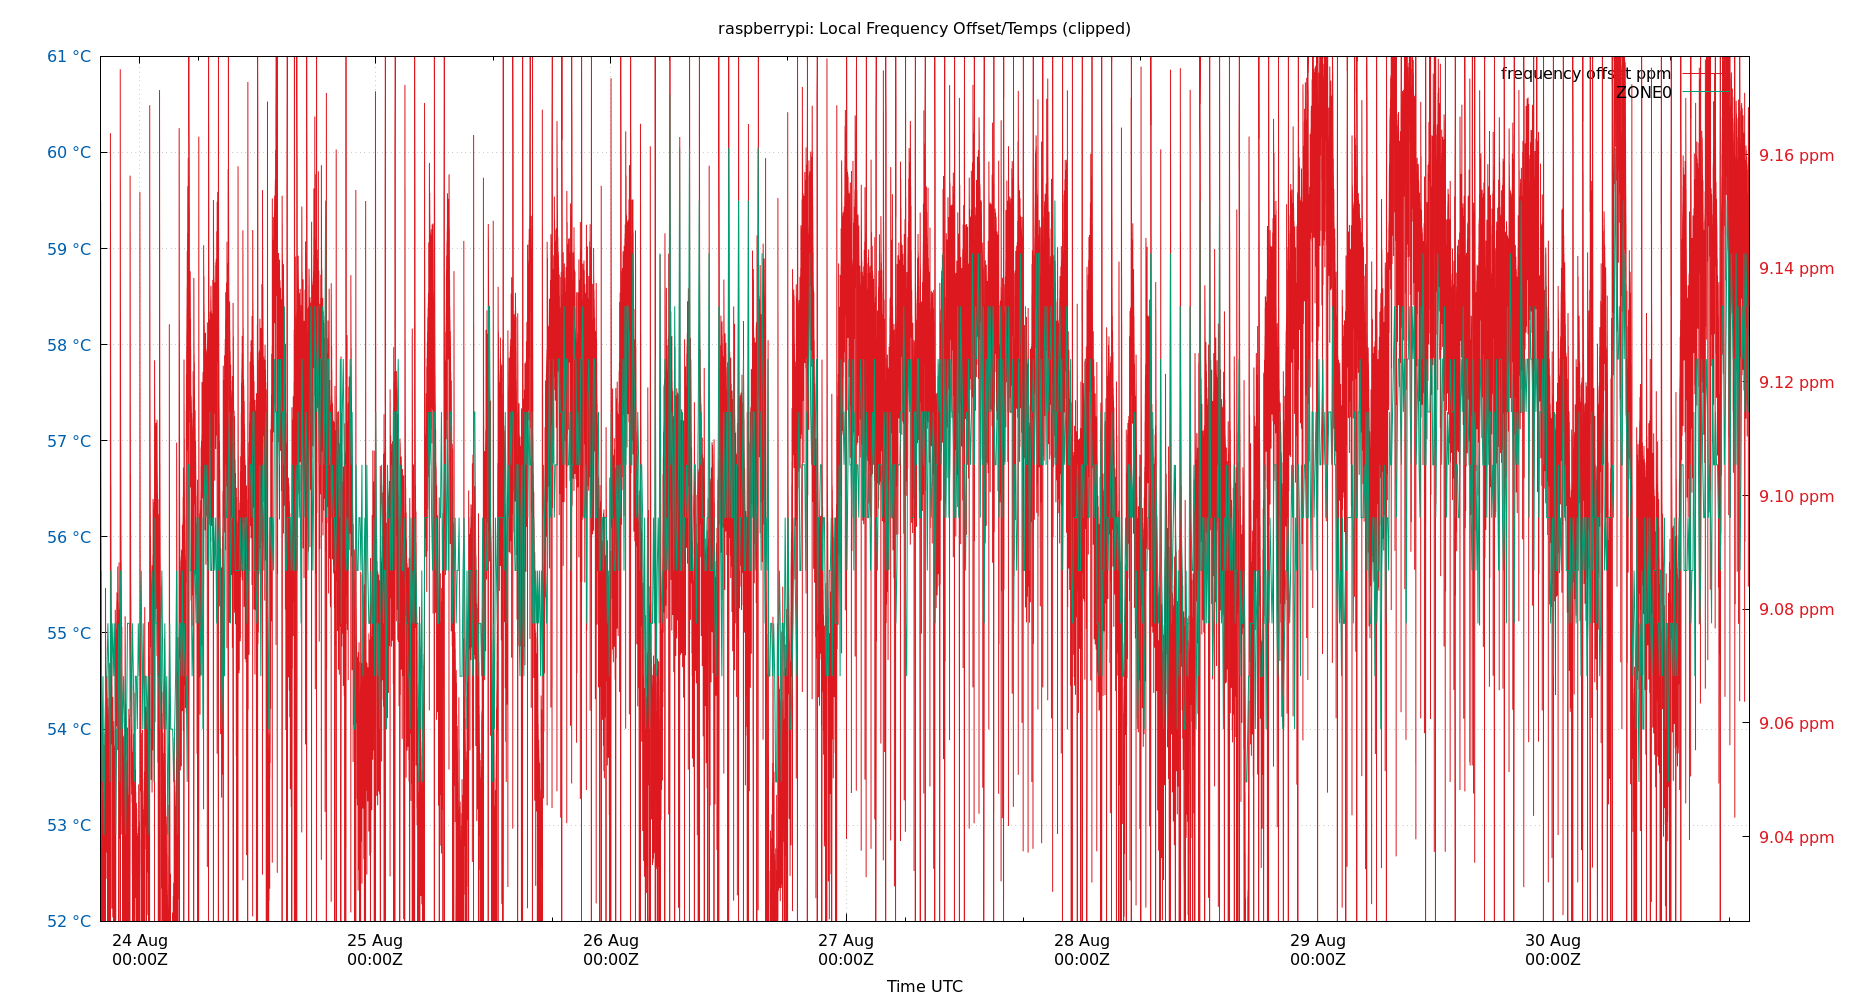 raspberrypi: Local Frequency Offset/Temps (clipped)
61 °C
60 °C
59 °C
58 °C
57 °C
56 °C
55 °C
54 °C
53 °C
52 °C
frequency offset ppm
ZONE0
9.16 ppm
9.14 ppm
9.12 ppm
9.10 ppm
9.08 ppm
9.06 ppm
9.04 ppm
24 Aug 25 Aug 26 Aug 27 Aug 28 Aug 29 Aug 30 Aug
00:00Z 00:00Z 00:00Z 00:00Z 00:00Z 00:00Z 00:00Z
Time UTC